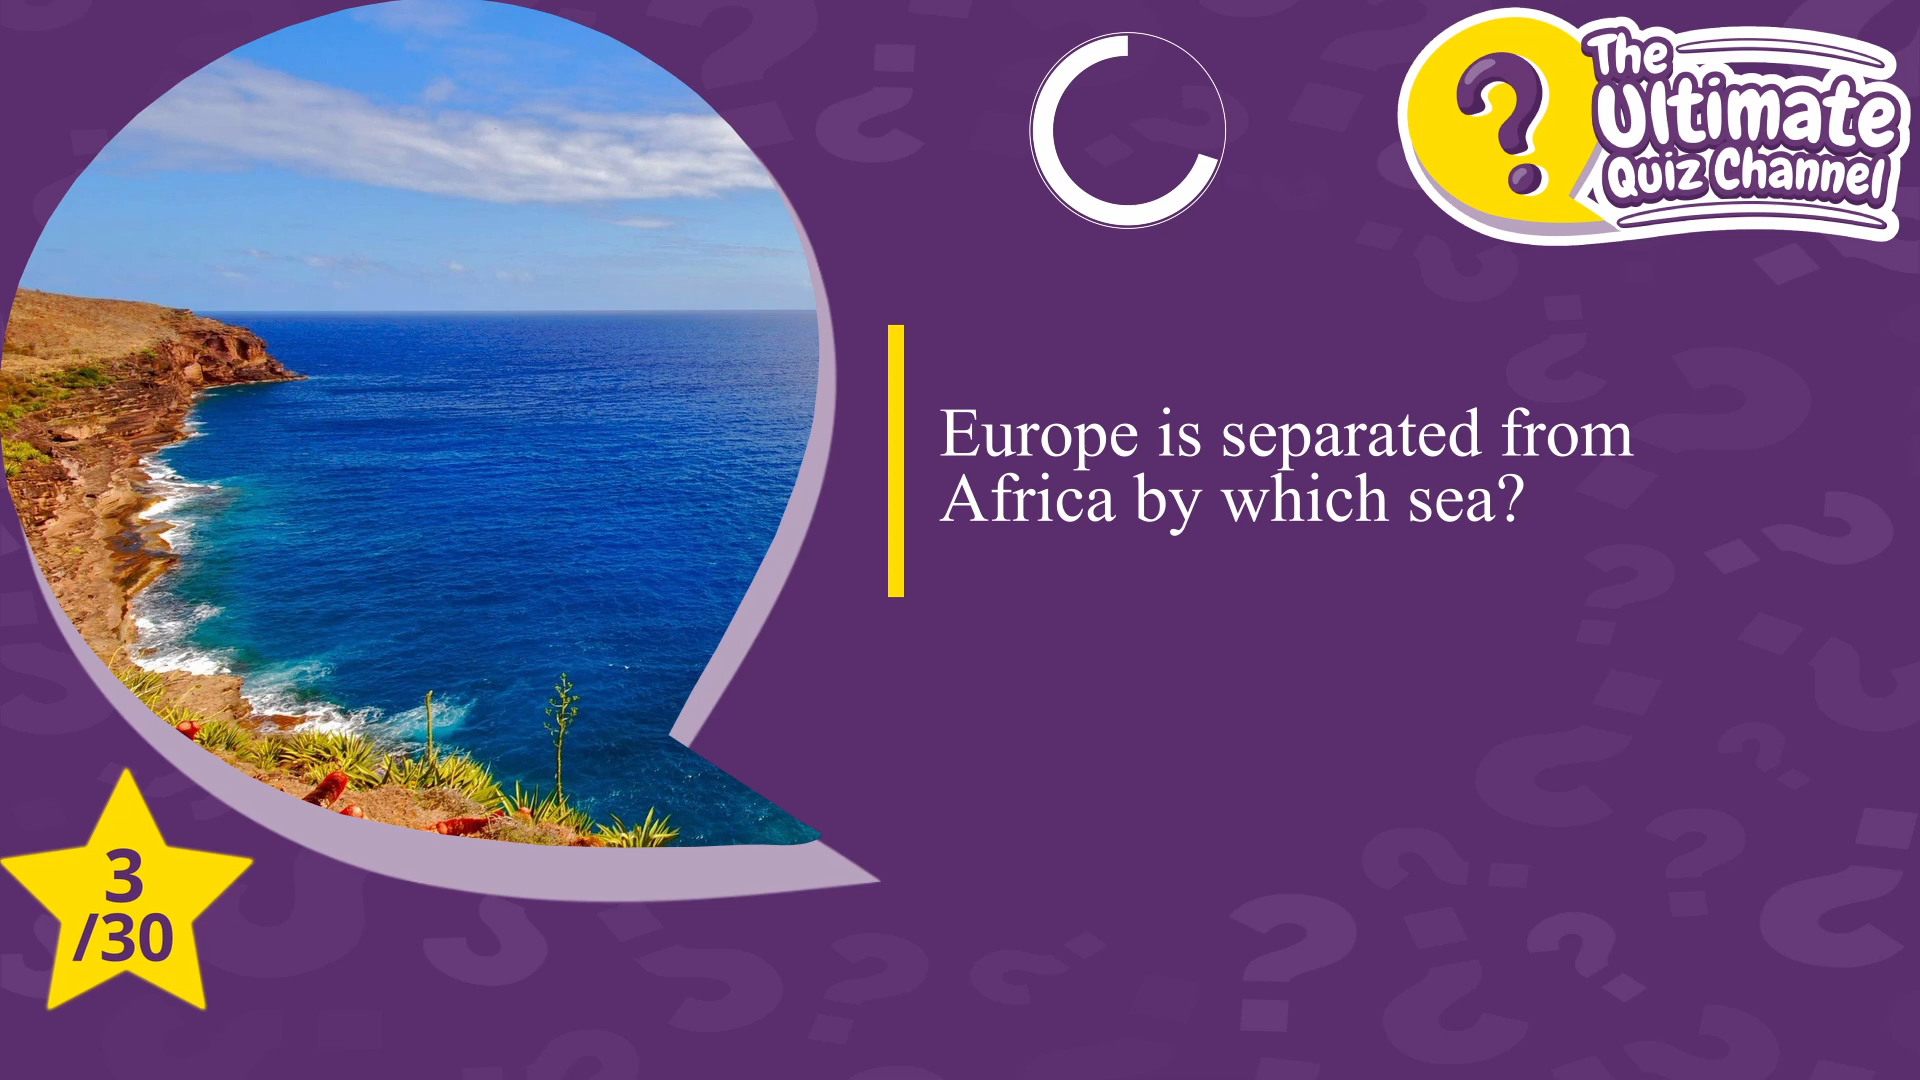 The
Ultimate
Quiz Channel
Europe is separated from
Africa by which sea?
3
/30